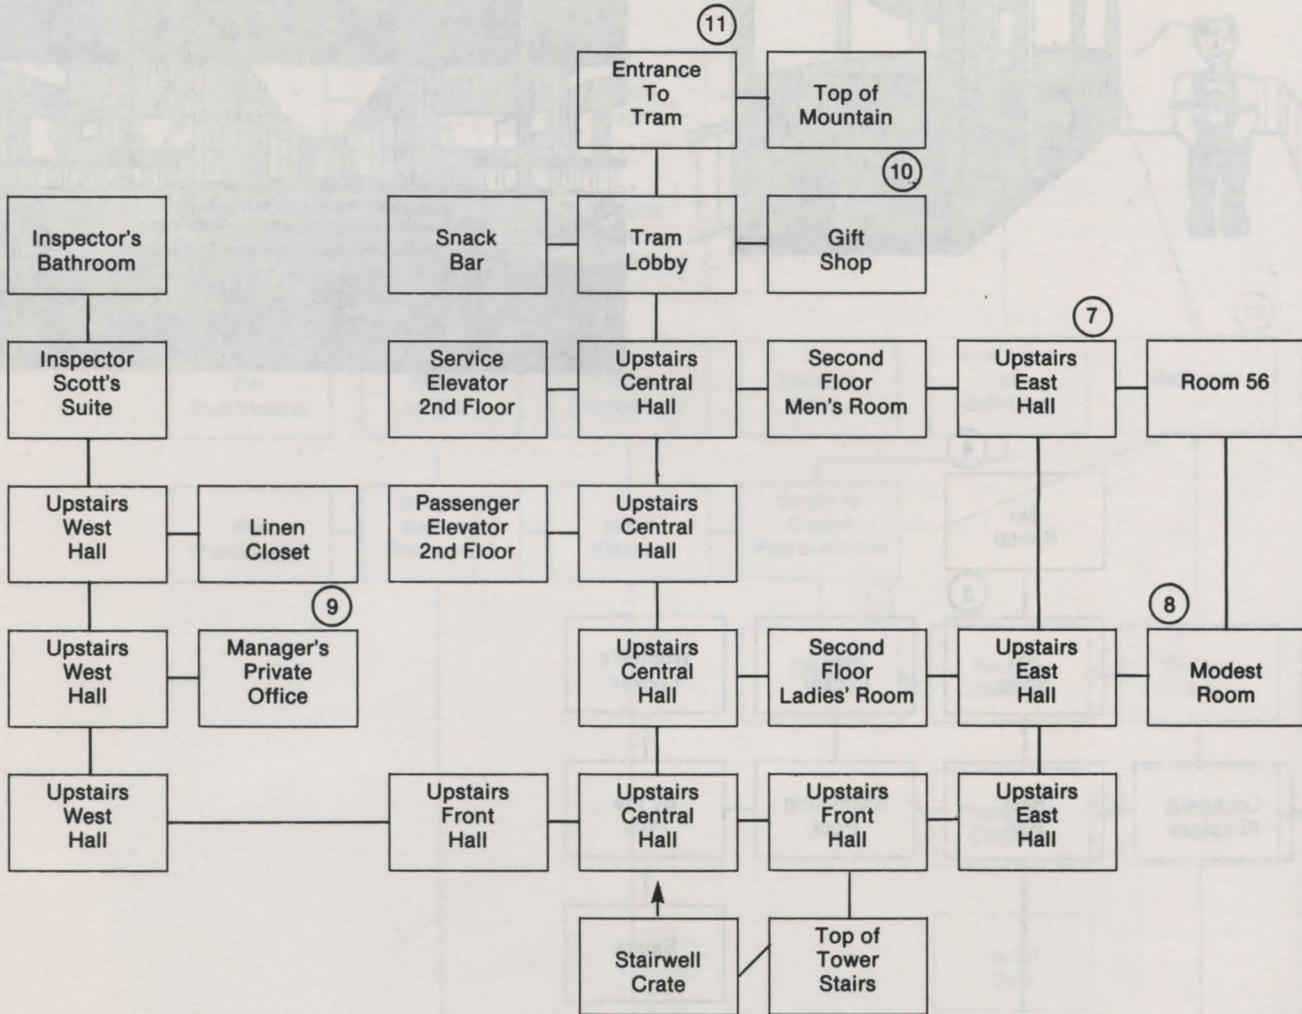 11
Entrance
To
Tram
Top of
Mountain
10
Inspector's
Bathroom
Snack
Bar
Tram
Lobby
Gift
Shop
7
Inspector
Scott's
Suite
Service
Elevator
2nd Floor
Upstairs
Central
Hall
Second
Floor
Men's Room
Upstairs
East
Hall
Room 56
Upstairs
West
Hall
Linen
Closet
Passenger
Elevator
2nd Floor
Upstairs
Central
Hall
9
8
Upstairs
West
Hall
Manager's
Private
Office
Upstairs
Central
Hall
Second
Floor
Ladies' Room
Upstairs
East
Hall
Modest
Room
Upstairs
West
Hall
Upstairs
Front
Hall
Upstairs
Central
Hall
Upstairs
Front
Hall
Upstairs
East
Hall
Stairwell
Crate
Top of
Tower
Stairs